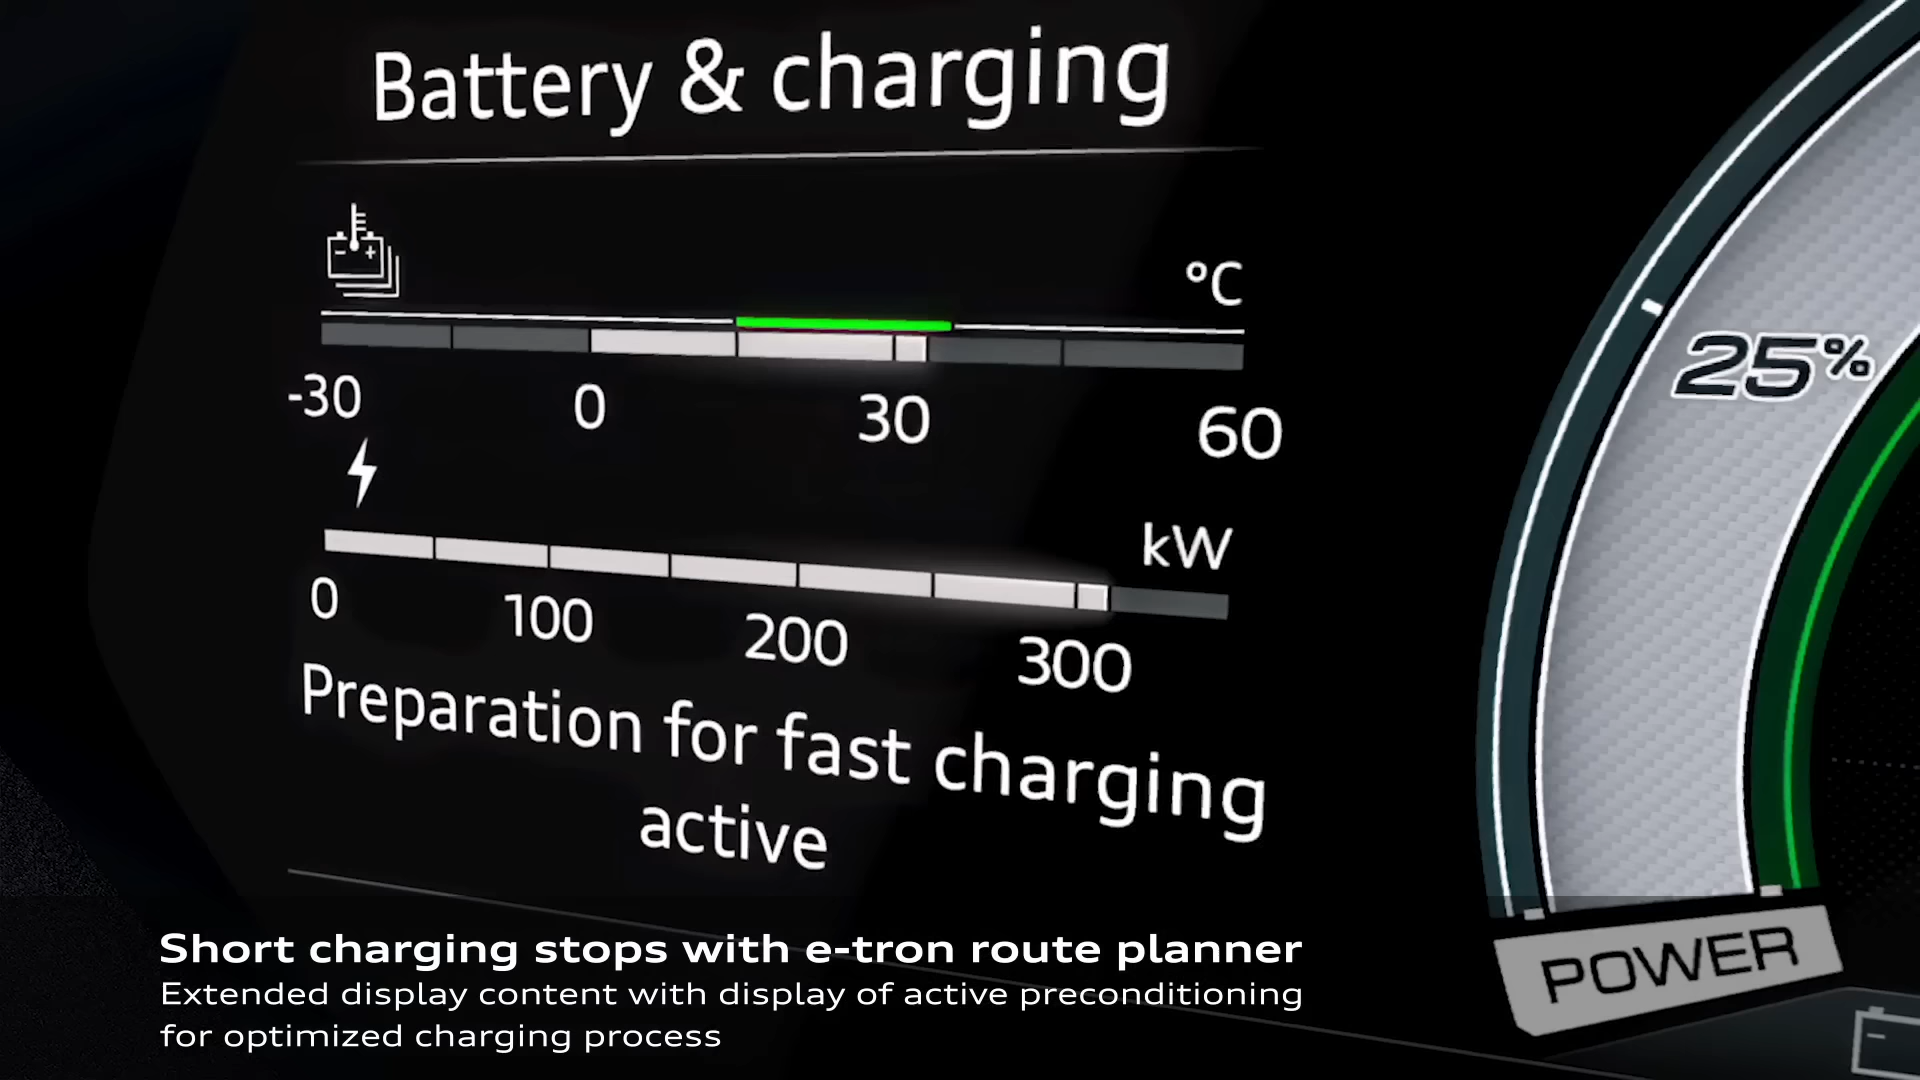 Battery & charging
°C
-30 0 30 60
kW
0 100 200 300
Preparation for fast charging
active
25%
POWER
Short charging stops with e-tron route planner
Extended display content with display of active preconditioning
for optimized charging process